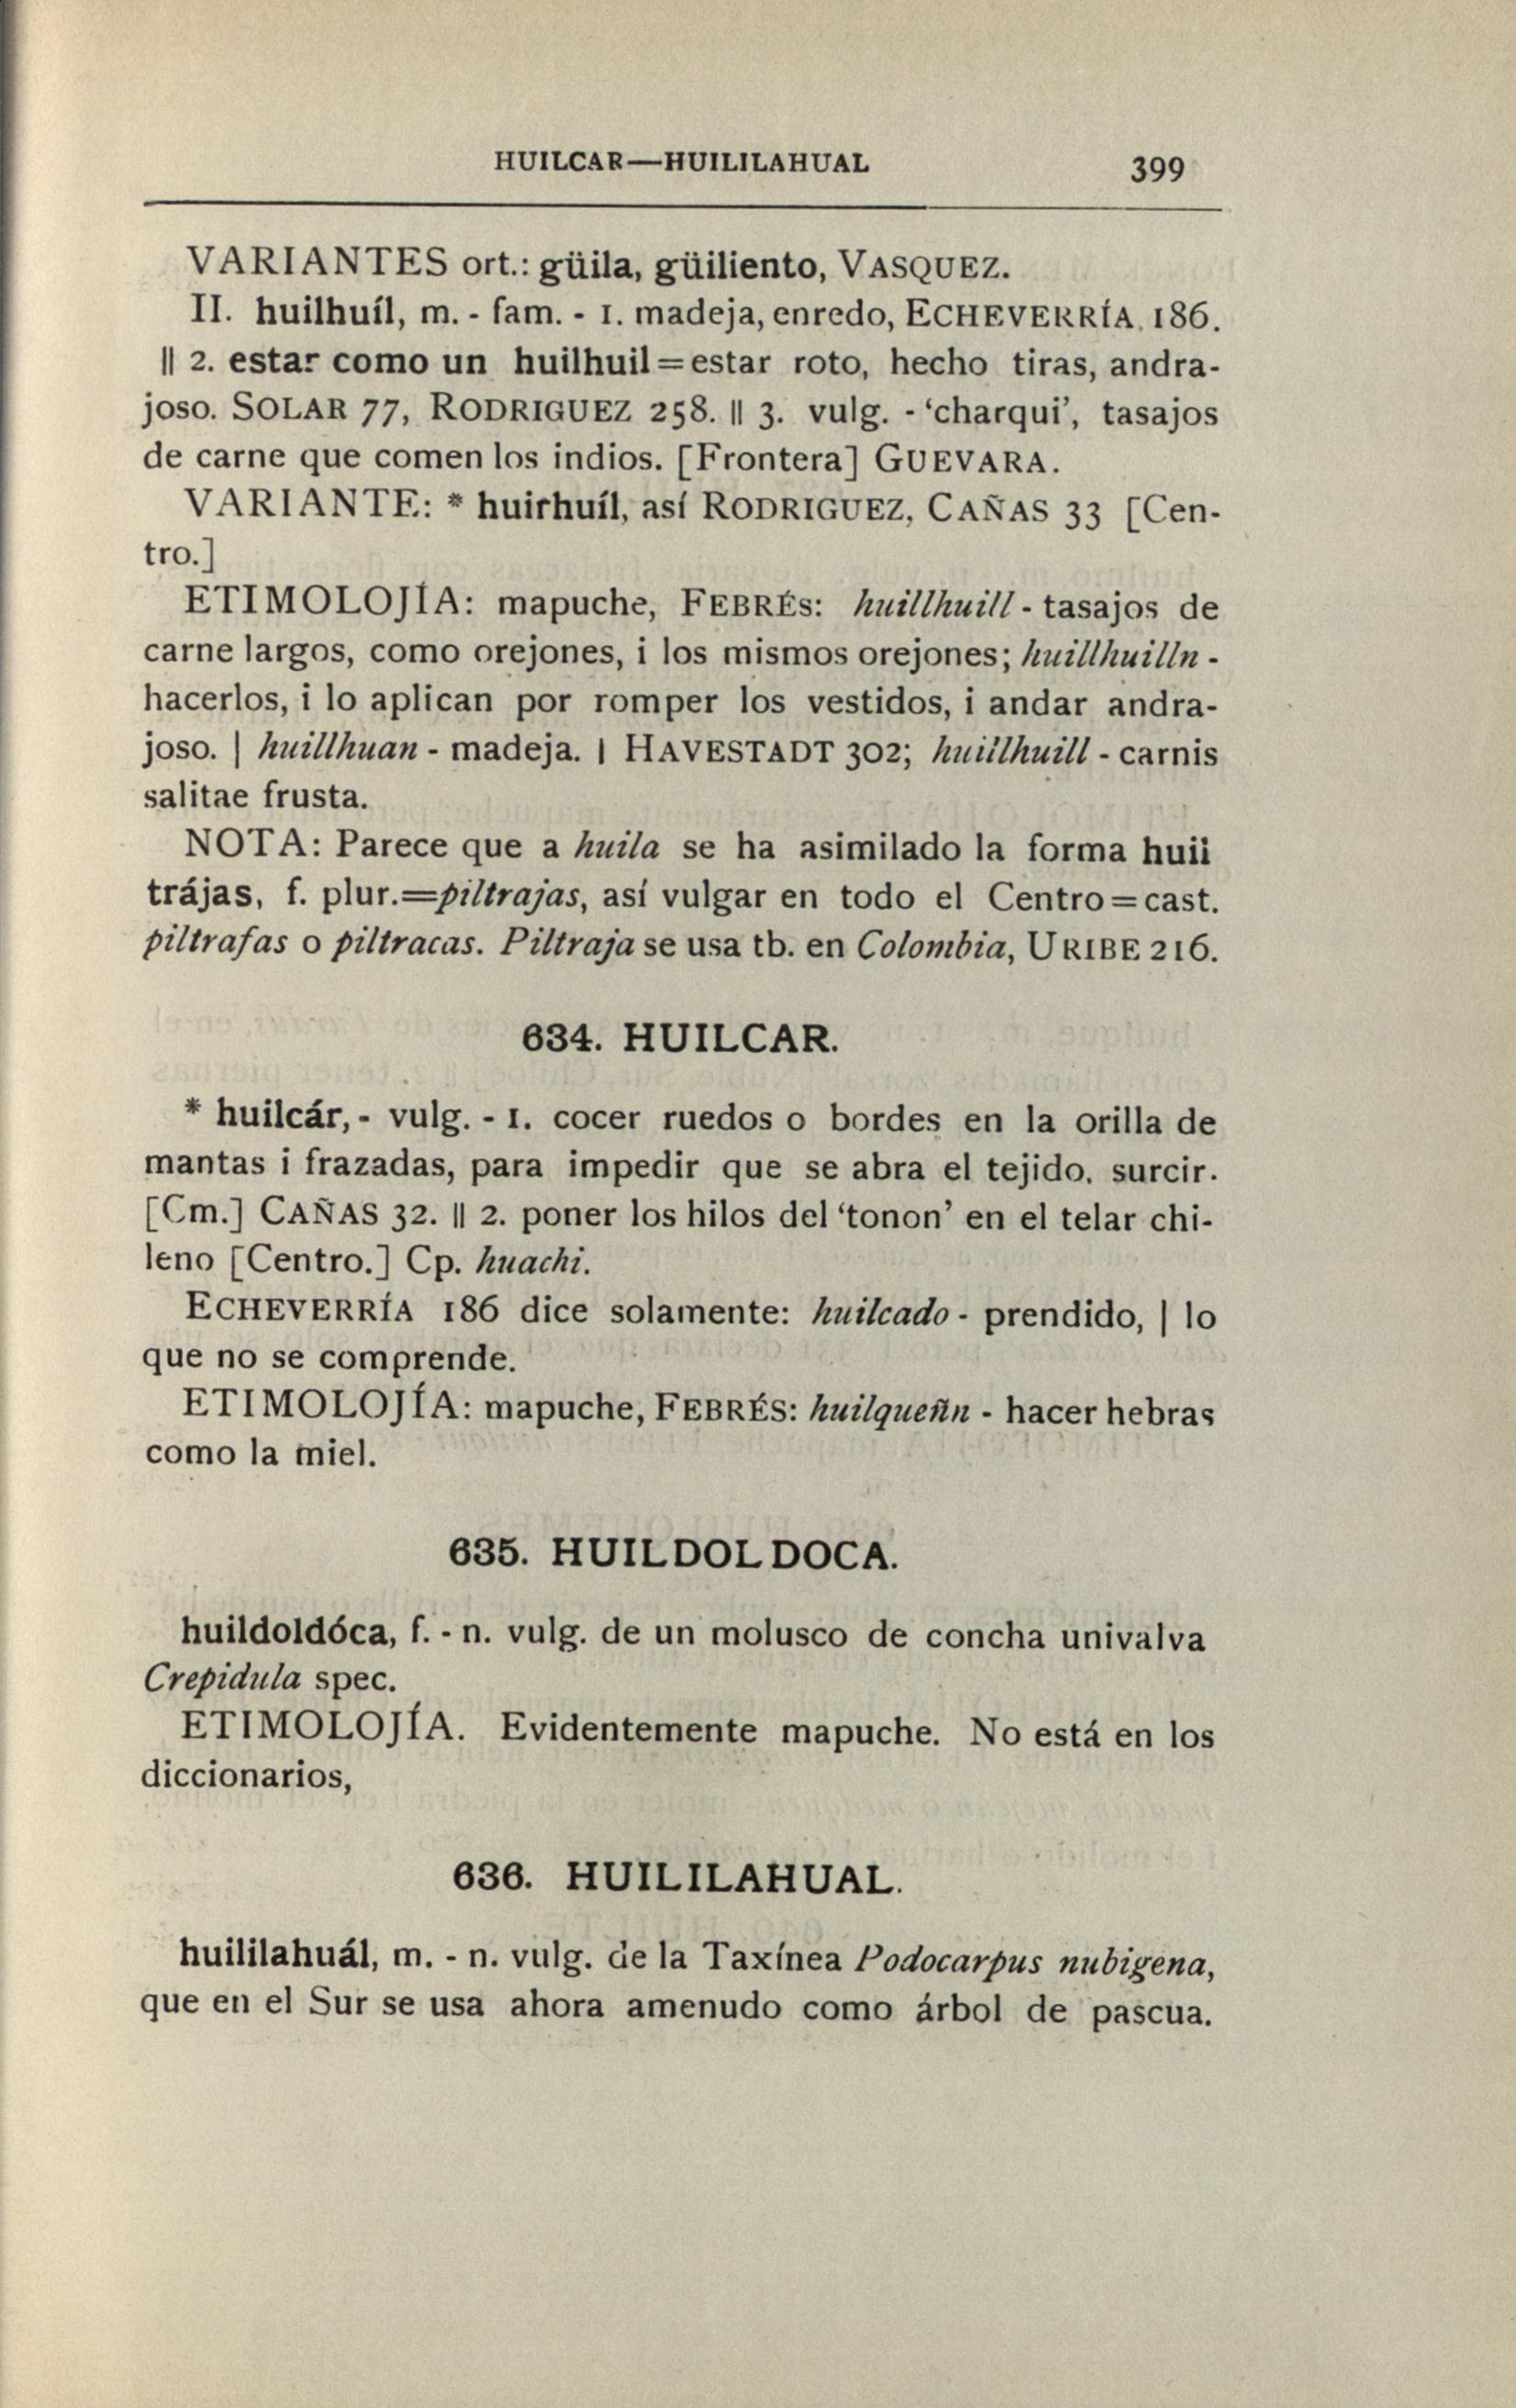 HUILCAR—HUILILAHUAL 399
VARIANTES ort.: güila, güiliento, VASQUEZ.
II. huilhuíl, m. - fam. - 1. madeja, enredo, ECHEVERRÍA 186.
|| 2. estar como un huilhuil=estar roto, hecho tiras, andra-
joso. SOLAR 77, RODRIGUEZ 258. || 3. vulg. - ‘charqui’, tasajos
de carne que comen los indios. [Frontera] GUEVARA.
VARIANTE: * huirhuíl, así RODRIGUEZ, CAÑAS 33 [Cen-
tro.]
ETIMOLOJÍA: mapuche, FEBRÉS: huillhuill - tasajos de
carne largos, como orejones, i los mismos orejones; huillhuilln -
hacerlos, i lo aplican por romper los vestidos, i andar andra-
joso. | huillhuan - madeja. | HAVESTADT 302; huillhuill - carnis
salitae frusta.
NOTA: Parece que a huila se ha asimilado la forma huil
trájas, f. plur.=piltrajas, así vulgar en todo el Centro=cast.
piltrafas o piltracas. Piltraja se usa tb. en Colombia, URIBE 216.
634. HUILCAR.
* huilcár, - vulg. - 1. cocer ruedos o bordes en la orilla de
mantas i frazadas, para impedir que se abra el tejido, surcir.
[Cm.] CAÑAS 32. || 2. poner los hilos del ‘tonon’ en el telar chi-
leno [Centro.] Cp. huachi.
ECHEVERRÍA 186 dice solamente: huilcado - prendido, | lo
que no se comprende.
ETIMOLOJÍA: mapuche, FEBRÉS: huilqueñn - hacer hebras
como la miel.
635. HUILDOLDOCA.
huildoldóca, f. - n. vulg. de un molusco de concha univalva
Crepidula spec.
ETIMOLOJÍA. Evidentemente mapuche. No está en los
diccionarios,
636. HUILILAHUAL.
huililahuál, m. - n. vulg. de la Taxínea Podocarpus nubigena,
que en el Sur se usa ahora amenudo como árbol de pascua.